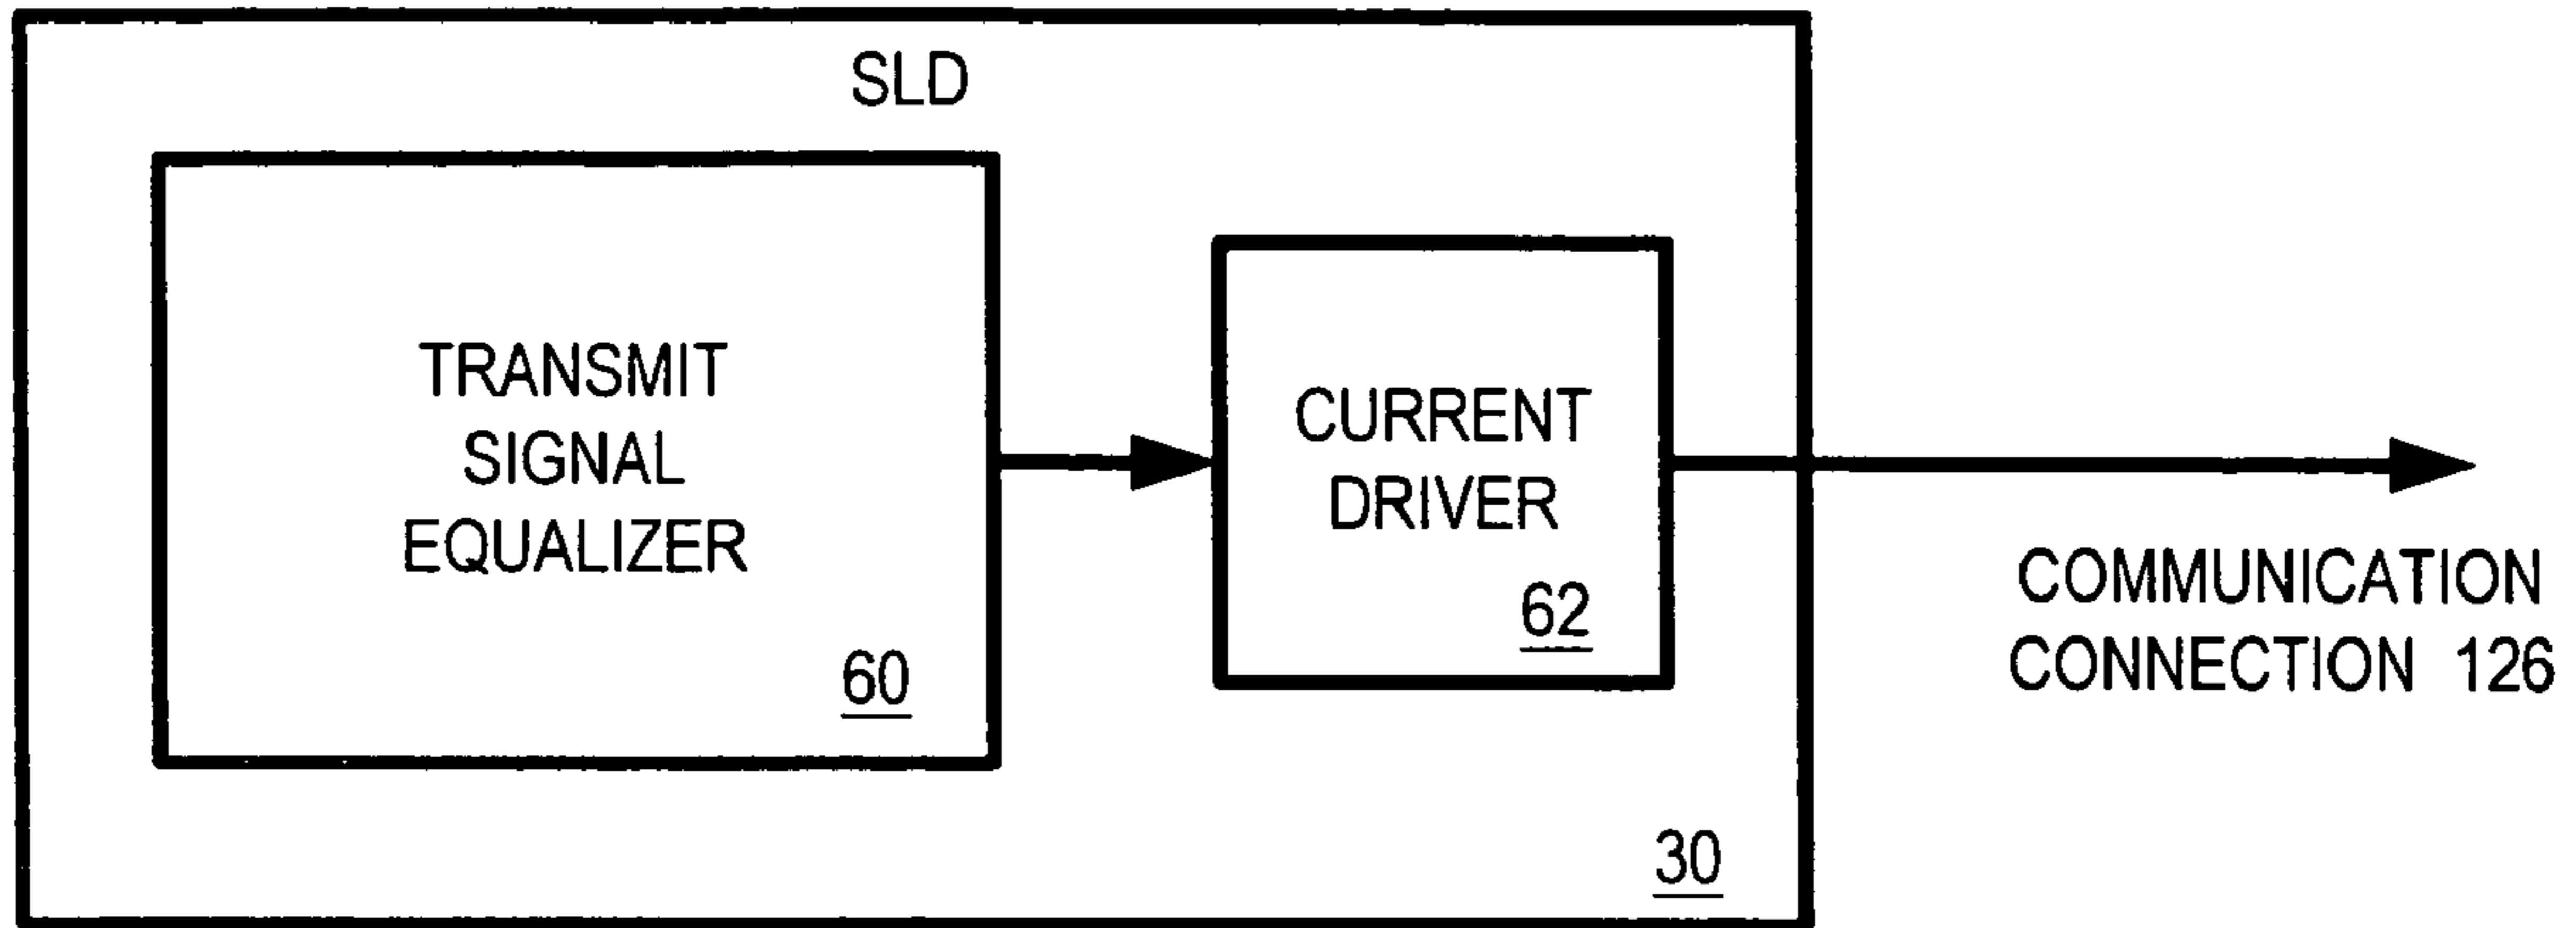 SLD
TRANSMIT
SIGNAL
EQUALIZER
60
CURRENT
DRIVER
62
COMMUNICATION
CONNECTION 126
30